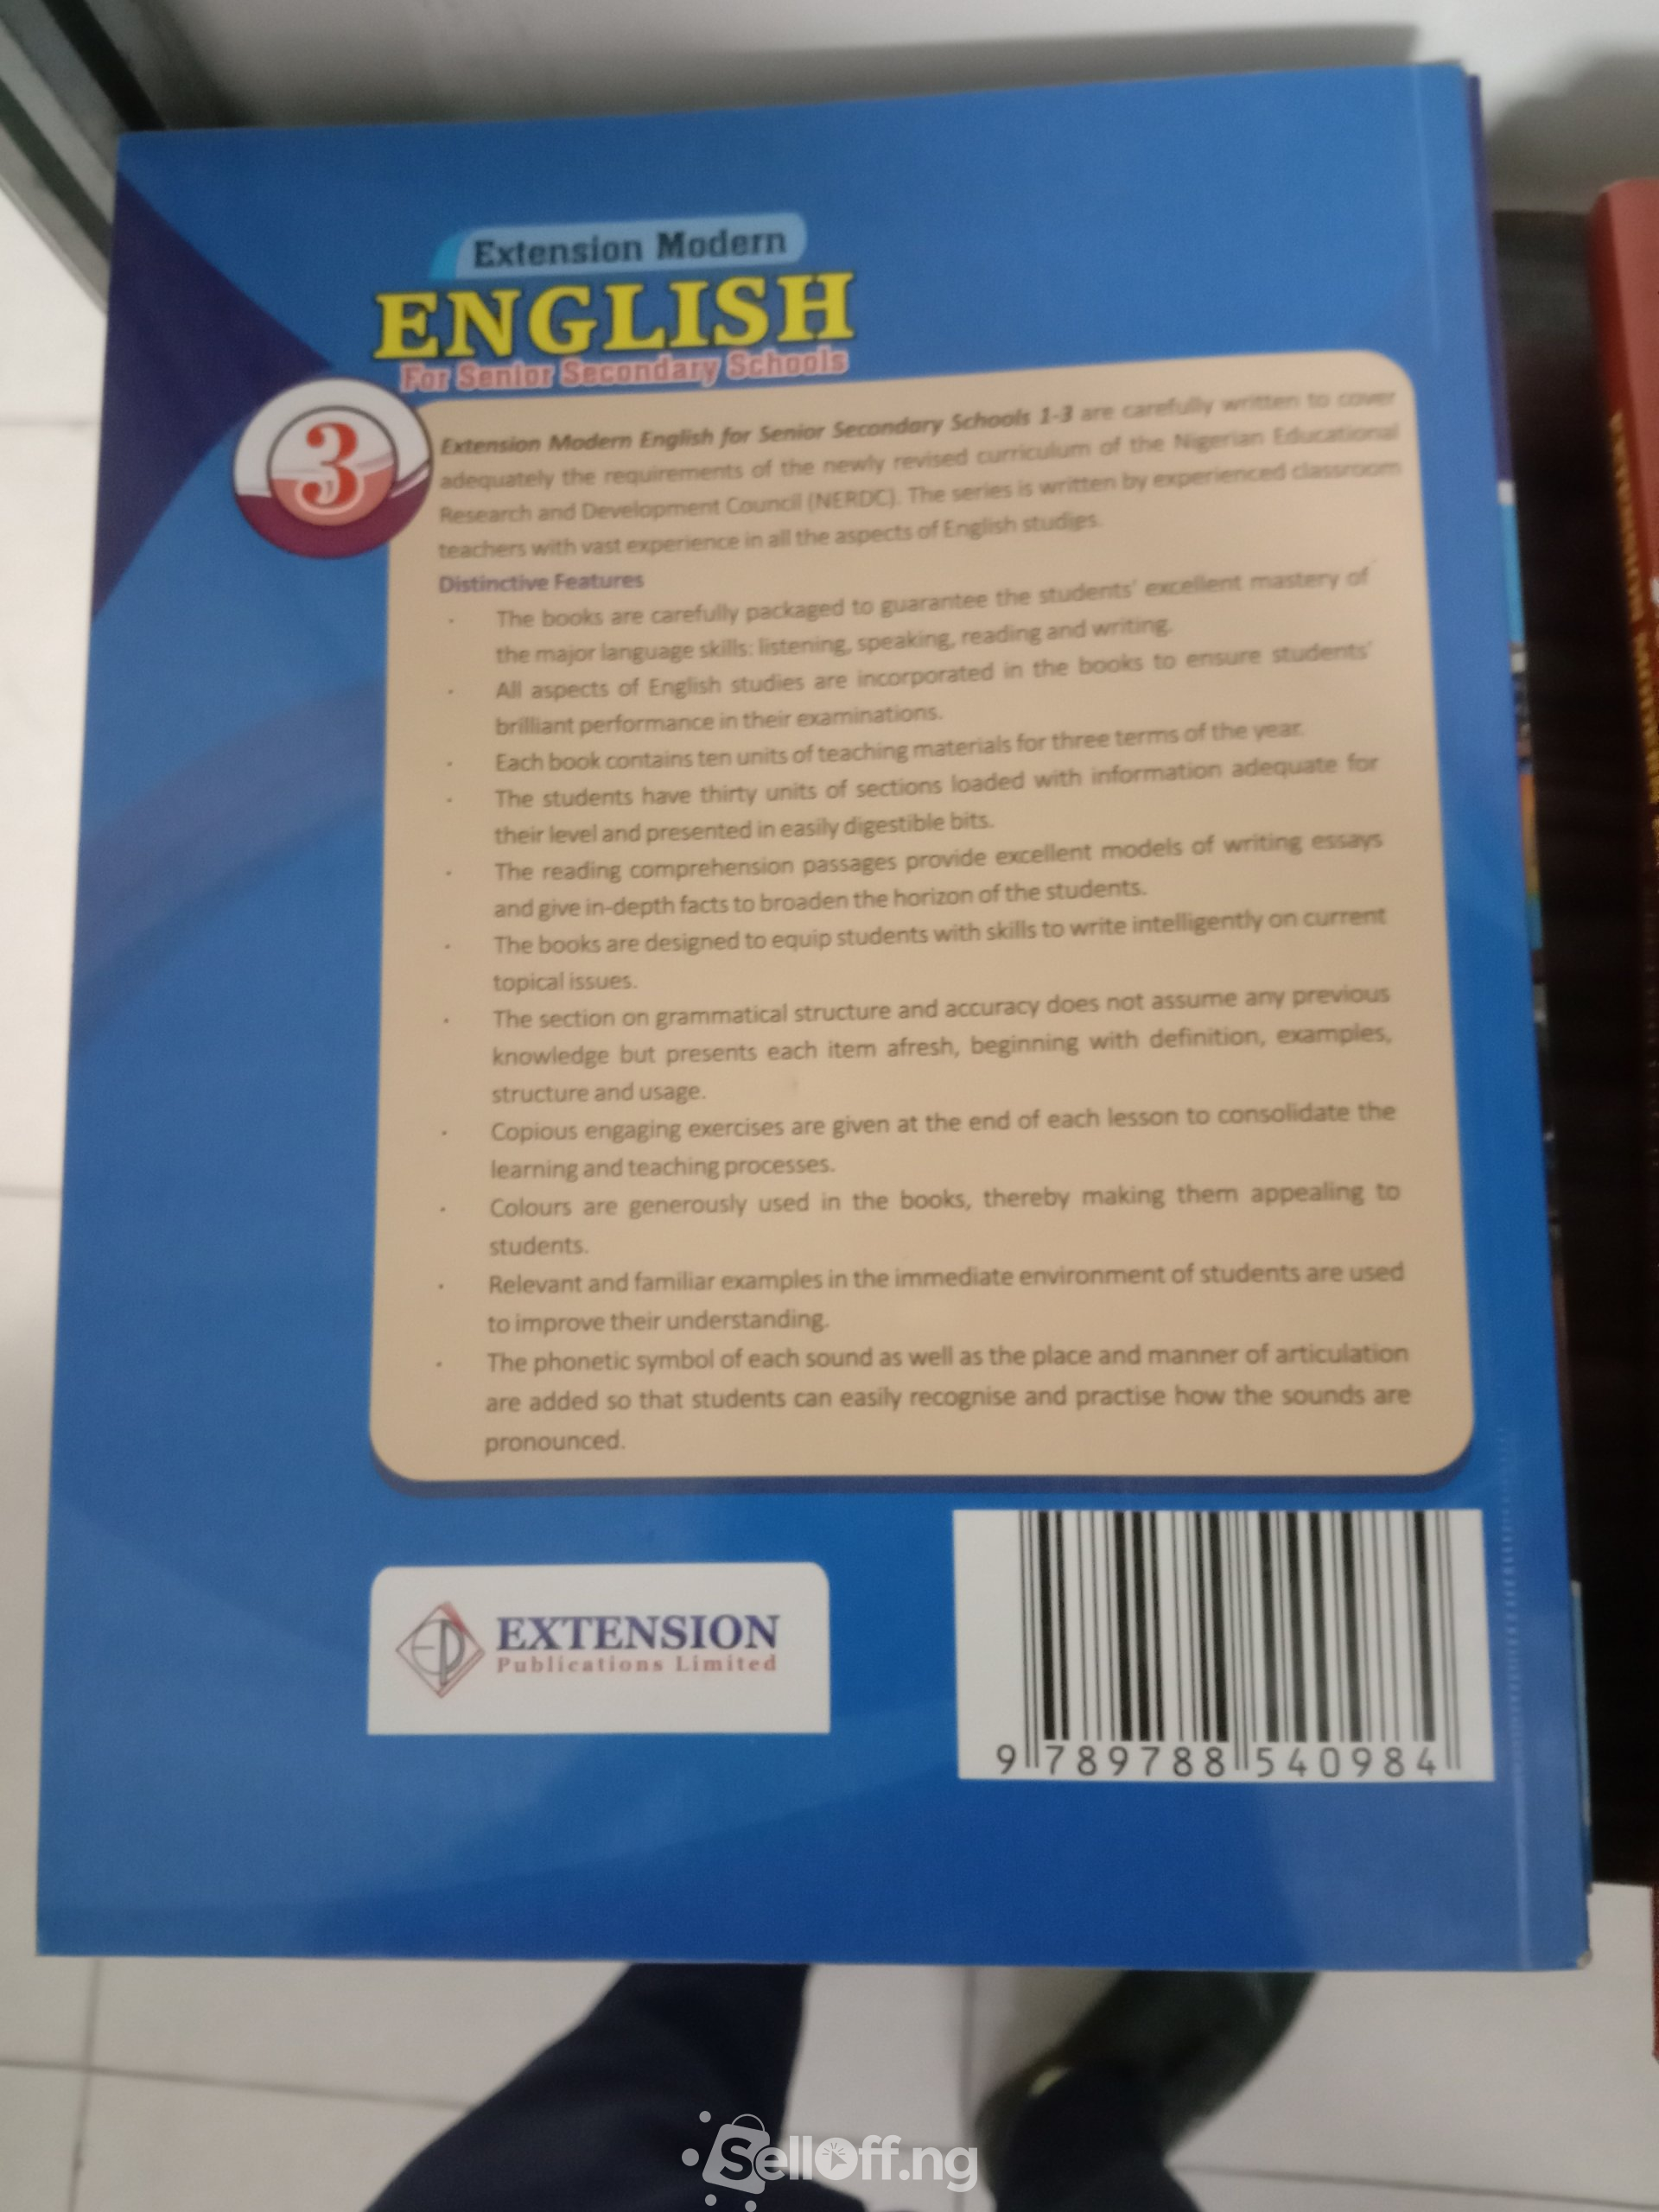 Extension Modern
ENGLISH
For Senior Secondary Schools
3
Extension Modern English for Senior Secondary Schools 1-3 are carefully written to cover
adequately the requirements of the newly revised curriculum of the Nigerian Educational
Research and Development Council (NERDC). The series is written by experienced classroom
teachers with vast experience in all the aspects of English studies.
Distinctive Features
· The books are carefully packaged to guarantee the students' excellent mastery of
the major language skills: listening, speaking, reading and writing.
· All aspects of English studies are incorporated in the books to ensure students'
brilliant performance in their examinations.
· Each book contains ten units of teaching materials for three terms of the year.
· The students have thirty units of sections loaded with information adequate for
their level and presented in easily digestible bits.
· The reading comprehension passages provide excellent models of writing essays
and give in-depth facts to broaden the horizon of the students.
· The books are designed to equip students with skills to write intelligently on current
topical issues.
· The section on grammatical structure and accuracy does not assume any previous
knowledge but presents each item afresh, beginning with definition, examples,
structure and usage.
· Copious engaging exercises are given at the end of each lesson to consolidate the
learning and teaching processes.
· Colours are generously used in the books, thereby making them appealing to
students.
· Relevant and familiar examples in the immediate environment of students are used
to improve their understanding.
· The phonetic symbol of each sound as well as the place and manner of articulation
are added so that students can easily recognise and practise how the sounds are
pronounced.
EXTENSION
Publications Limited
9 789788 540984
SellOff.ng